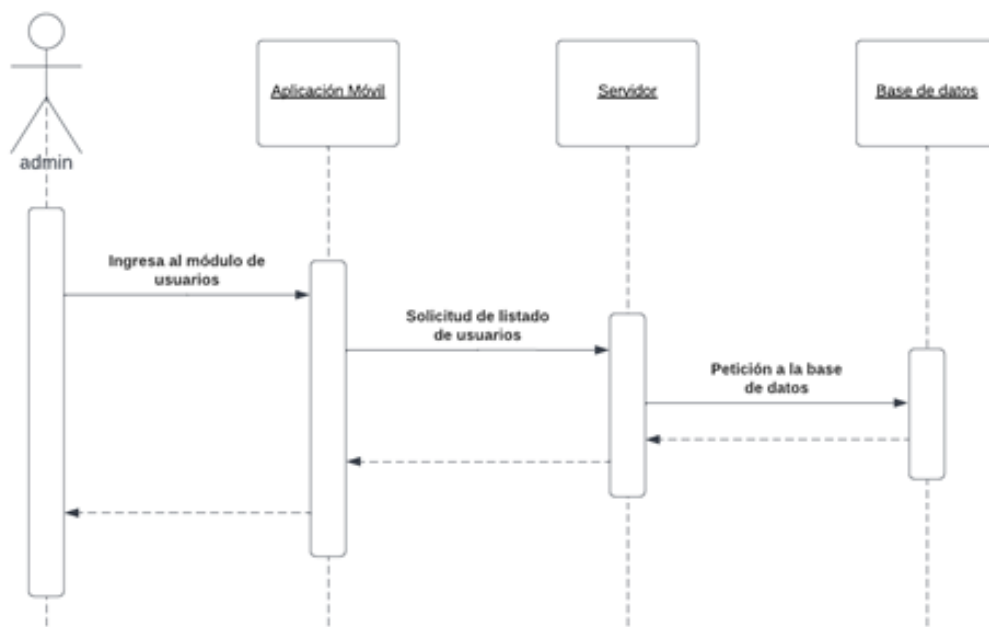 Aplicación Móvil
Servidor
Base de datos
admin
Ingresa al módulo de
usuarios
Solicitud de listado
de usuarios
Petición a la base
de datos